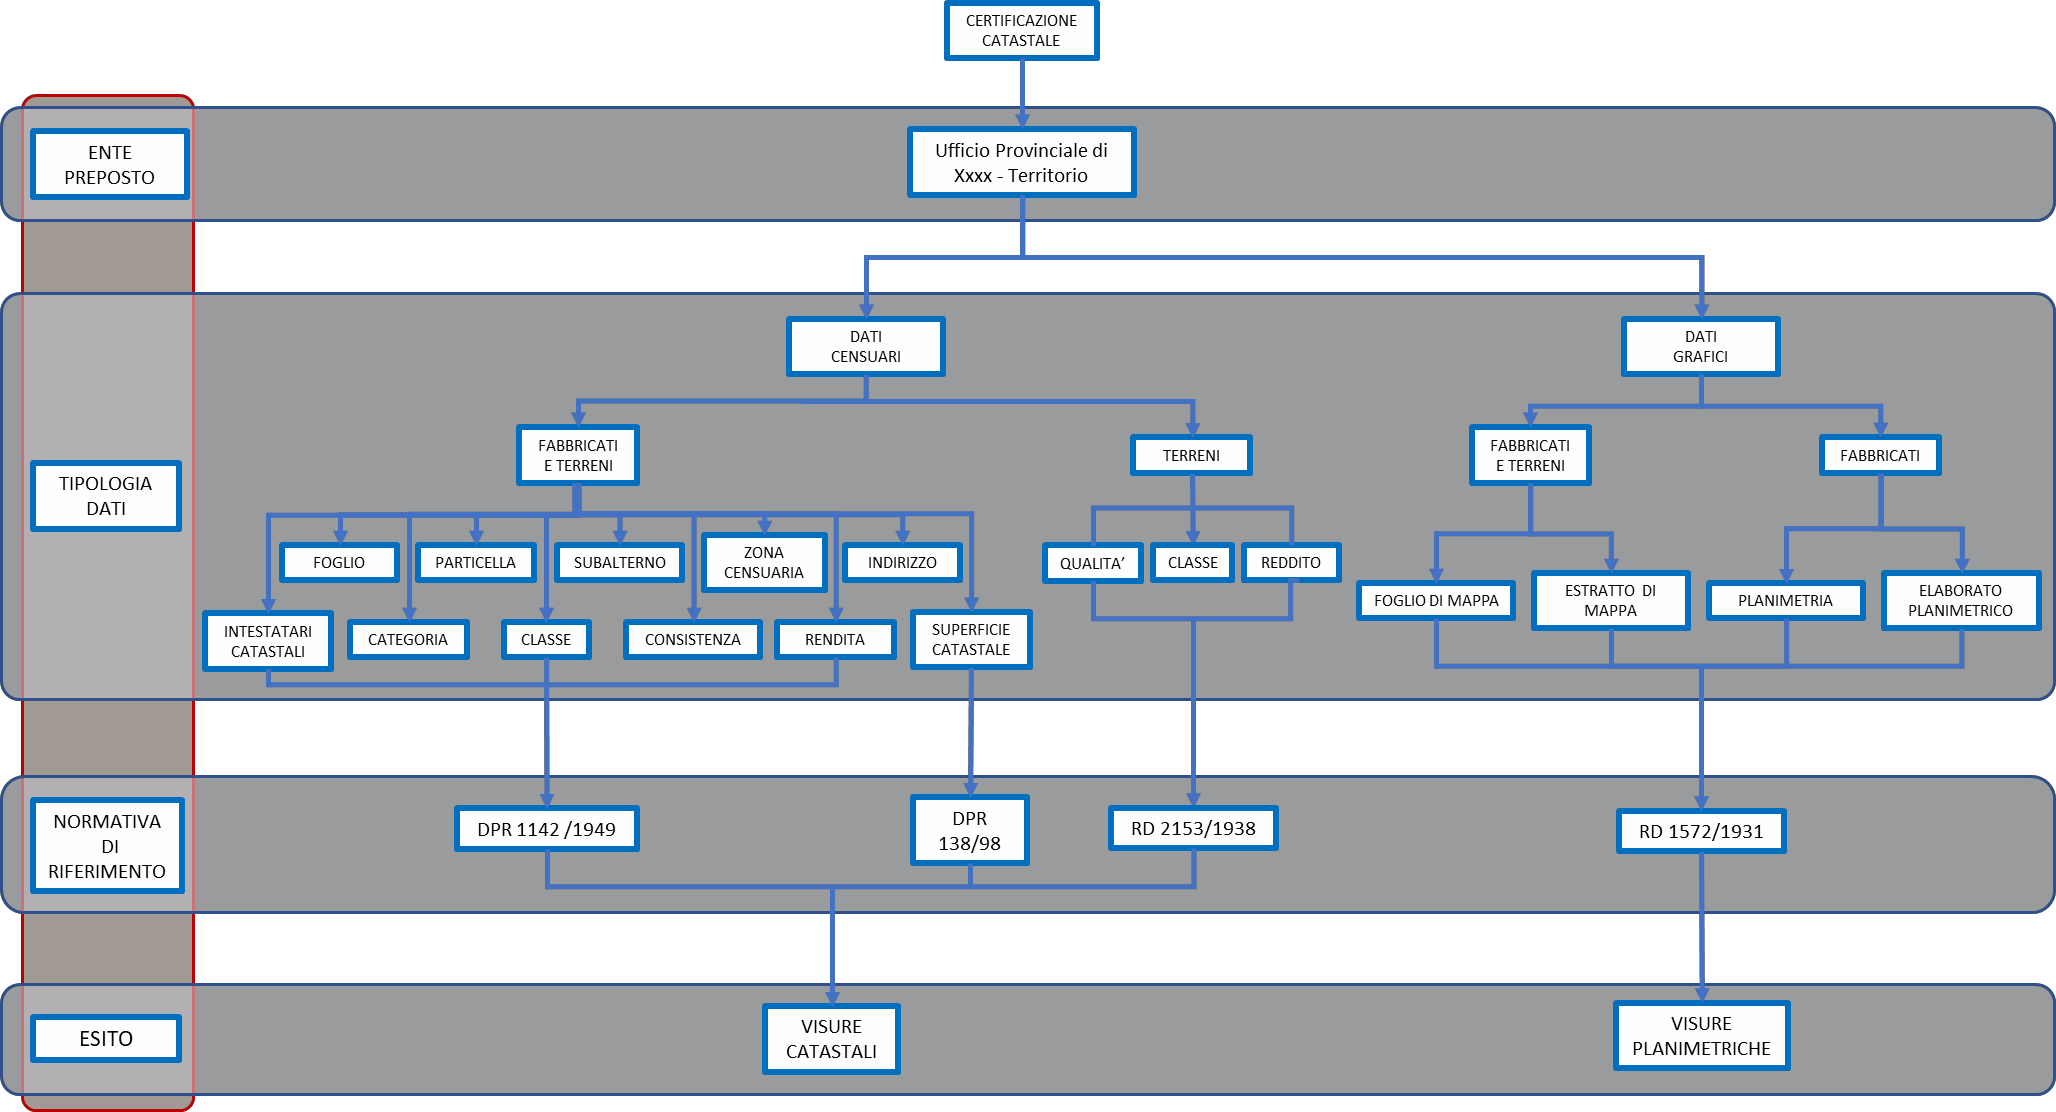 CERTIFICAZIONE
CATASTALE
ENTE
PREPOSTO
Ufficio Provinciale di
Xxxx - Territorio
TIPOLOGIA
DATI
DATI
CENSUARI
DATI
GRAFICI
FABBRICATI
E TERRENI
TERRENI
FABBRICATI
E TERRENI
FABBRICATI
FOGLIO
PARTICELLA
SUBALTERNO
ZONA
CENSUARIA
INDIRIZZO
QUALITA’
CLASSE
REDDITO
INTESTATARI
CATASTALI
CATEGORIA
CLASSE
CONSISTENZA
RENDITA
SUPERFICIE
CATASTALE
FOGLIO DI MAPPA
ESTRATTO DI
MAPPA
PLANIMETRIA
ELABORATO
PLANIMETRICO
NORMATIVA
DI
RIFERIMENTO
DPR 1142 /1949
DPR
138/98
RD 2153/1938
RD 1572/1931
ESITO
VISURE
CATASTALI
VISURE
PLANIMETRICHE